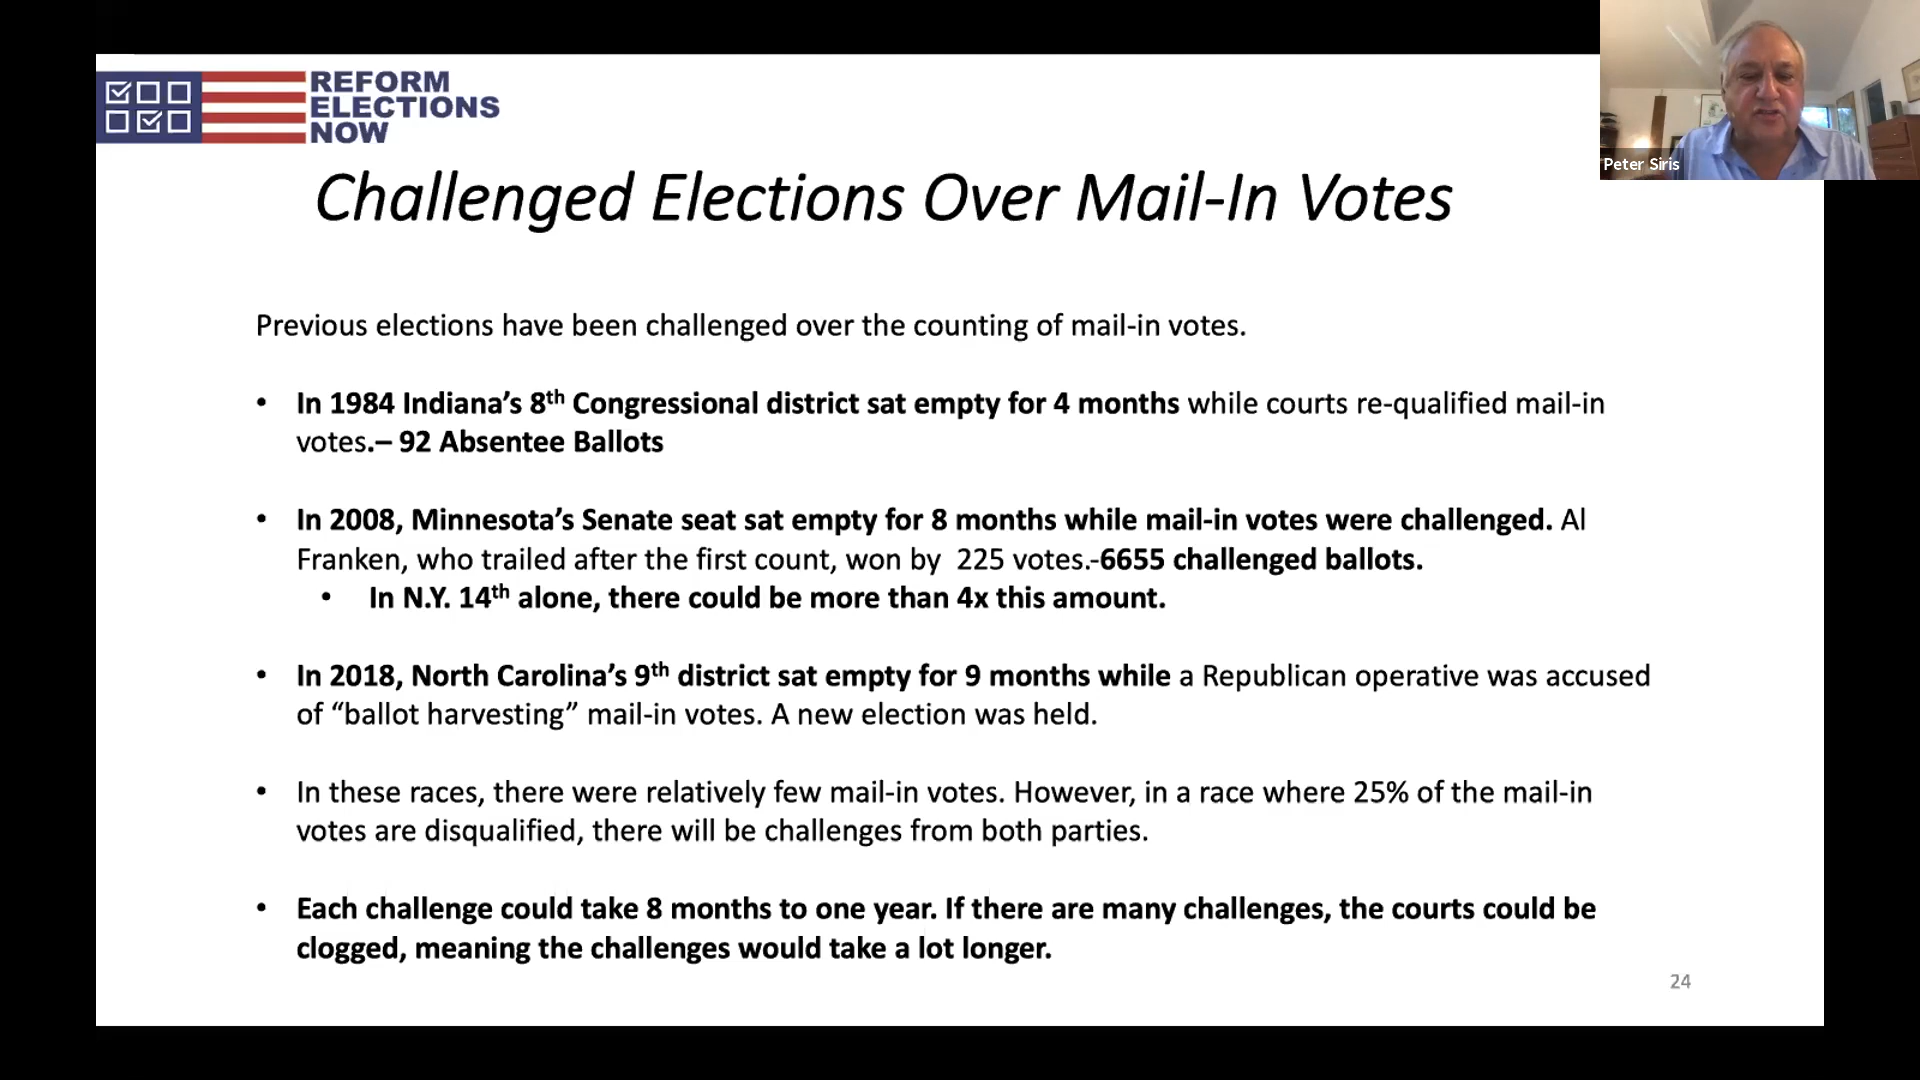 REFORM
ELECTIONS
NOW
Peter Siris
Challenged Elections Over Mail-In Votes
Previous elections have been challenged over the counting of mail-in votes.
• In 1984 Indiana’s 8th Congressional district sat empty for 4 months while courts re-qualified mail-in
votes.– 92 Absentee Ballots
• In 2008, Minnesota’s Senate seat sat empty for 8 months while mail-in votes were challenged. Al
Franken, who trailed after the first count, won by  225 votes.-6655 challenged ballots.
• In N.Y. 14th alone, there could be more than 4x this amount.
• In 2018, North Carolina’s 9th district sat empty for 9 months while a Republican operative was accused
of “ballot harvesting” mail-in votes. A new election was held.
• In these races, there were relatively few mail-in votes. However, in a race where 25% of the mail-in
votes are disqualified, there will be challenges from both parties.
• Each challenge could take 8 months to one year. If there are many challenges, the courts could be
clogged, meaning the challenges would take a lot longer.
24